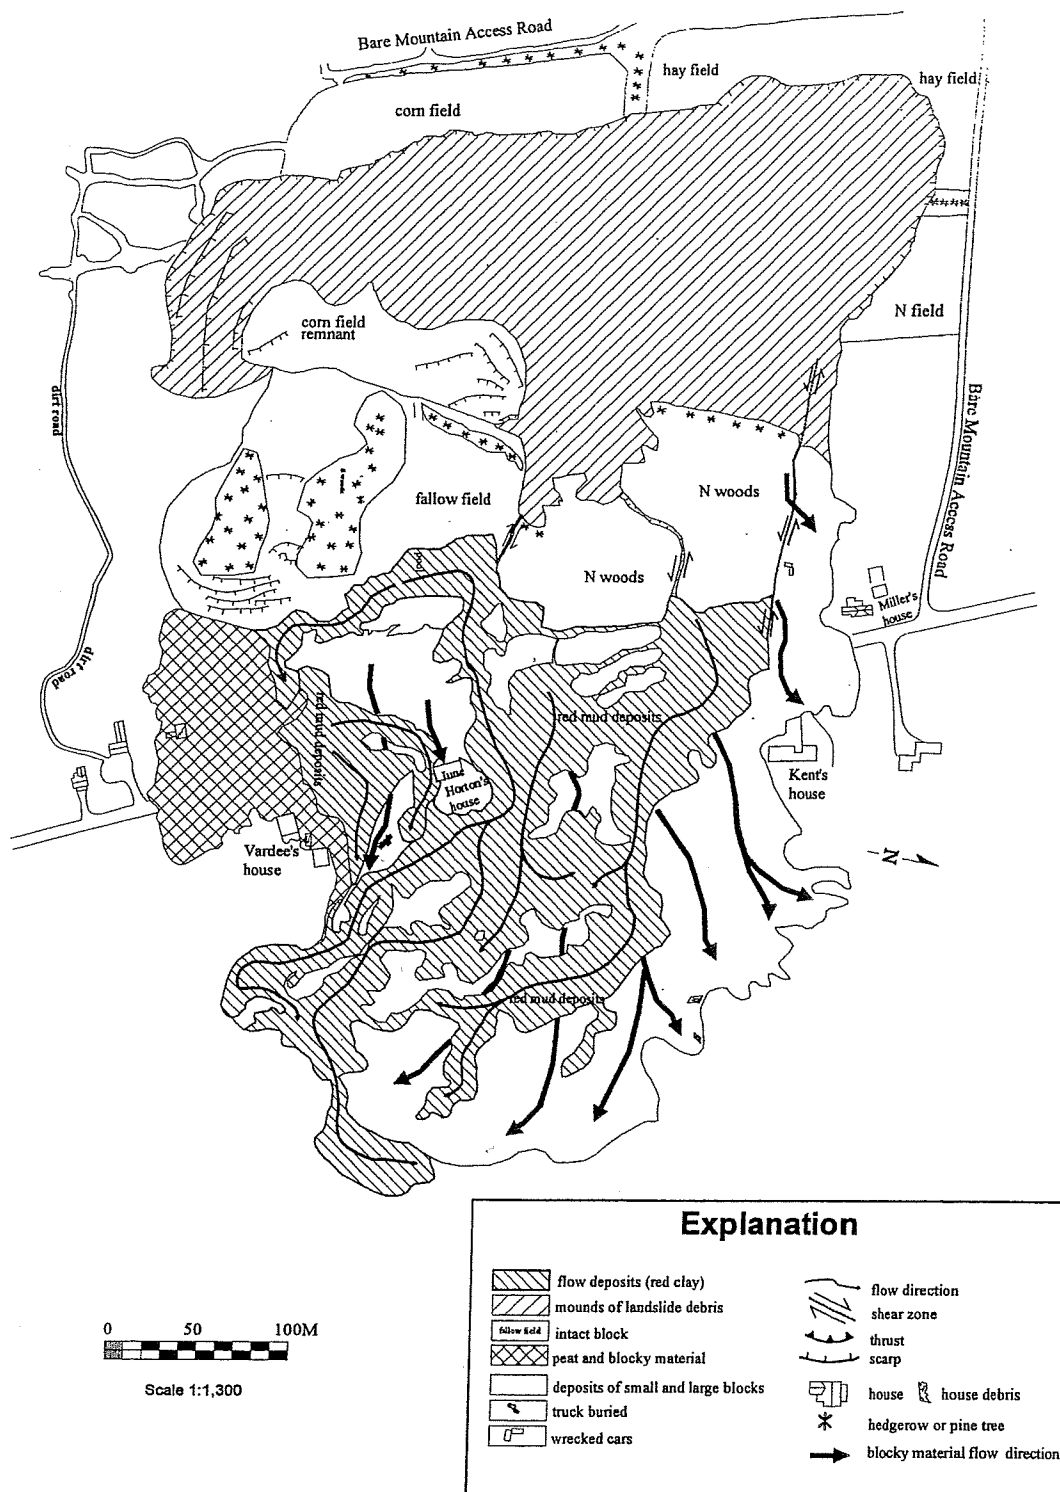 Bare Mountain Access Road
hay field
hay field
corn field
N field
corn field
remnant
Bare Mountain Access Road
dirt road
fallow field
N woods
N woods
Miller's
house
dirt road
red mud deposits
red mud deposits
June
Horton's
house
Kent's
house
Vardee's
house
N
red mud deposits
Explanation
flow deposits (red clay)
mounds of landslide debris
fallow field
intact block
peat and blocky material
deposits of small and large blocks
truck buried
wrecked cars
flow direction
shear zone
thrust
scarp
house
house debris
hedgerow or pine tree
blocky material flow direction
0 50 100M
Scale 1:1,300